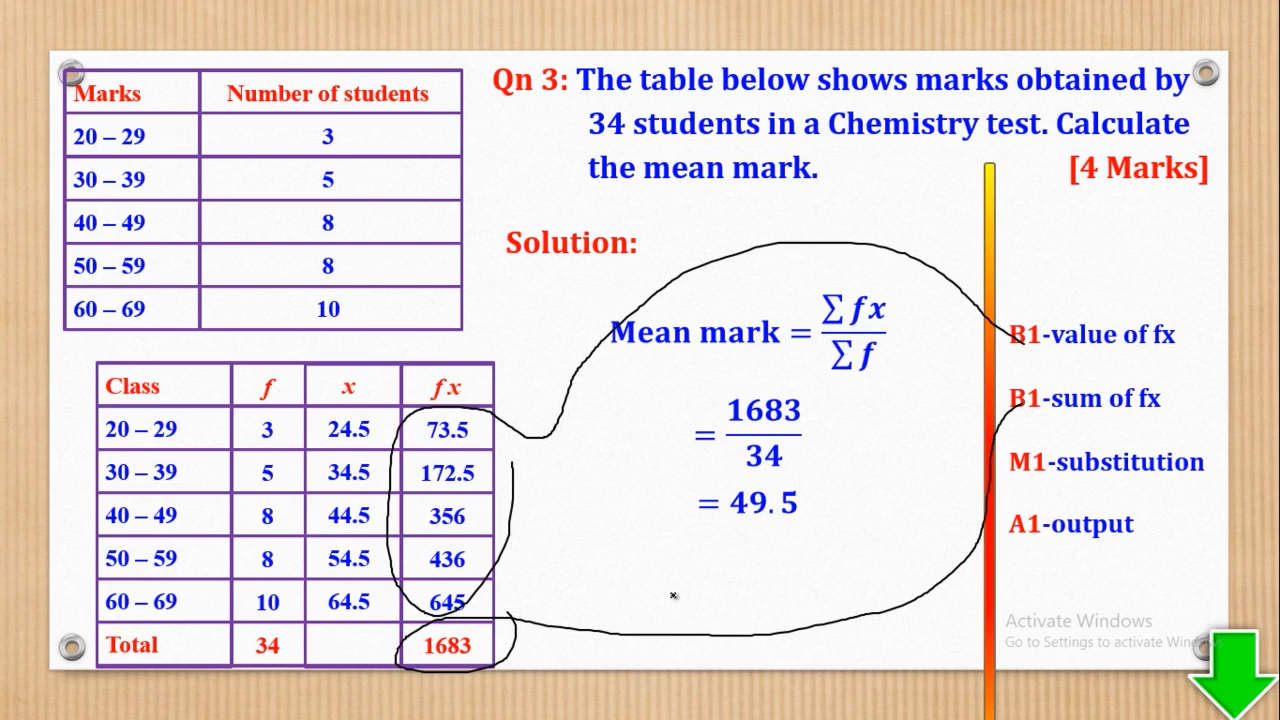 Marks Number of students
20 – 29 3
30 – 39 5
40 – 49 8
50 – 59 8
60 – 69 10
Qn 3: The table below shows marks obtained by
34 students in a Chemistry test. Calculate
the mean mark. [4 Marks]
Solution:
Mean mark = ∑ fx / ∑ f
= 1683 / 34
= 49.5
Class f x fx
20 – 29 3 24.5 73.5
30 – 39 5 34.5 172.5
40 – 49 8 44.5 356
50 – 59 8 54.5 436
60 – 69 10 64.5 645
Total 34 1683
B1-value of fx
B1-sum of fx
M1-substitution
A1-output
Activate Windows
Go to Settings to activate Windows